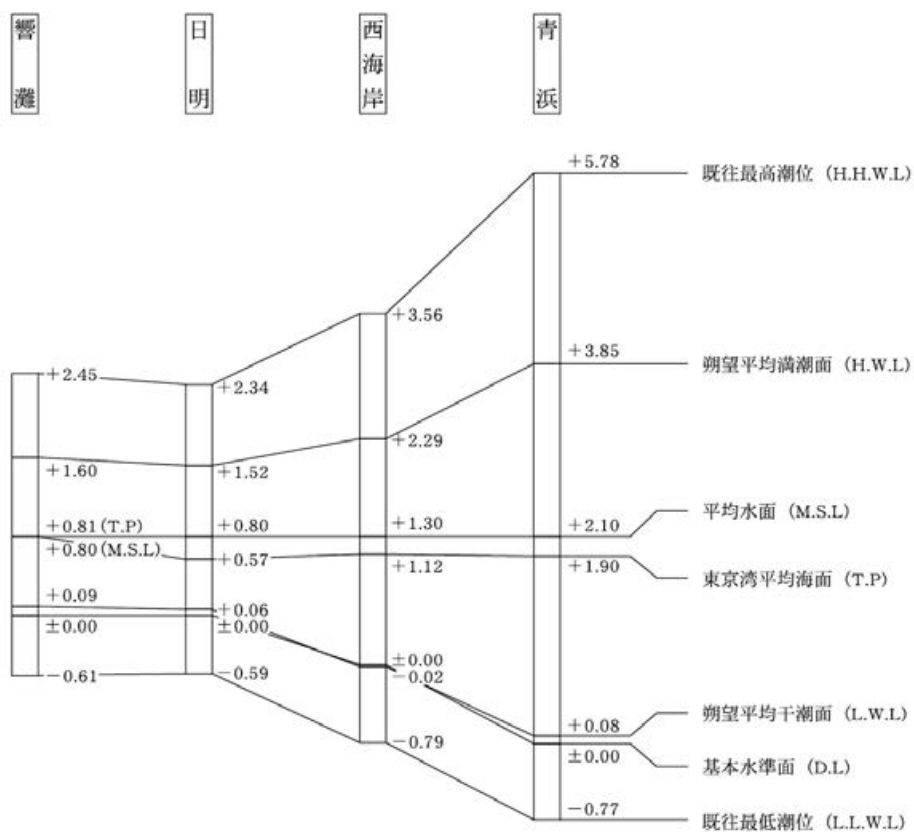 響灘
日明
西海岸
青浜
+5.78
既往最高潮位 (H.H.W.L)
+3.56
+3.85
朔望平均満潮面 (H.W.L)
+2.45
+2.34
+2.29
+1.60
+1.52
平均水面 (M.S.L)
+0.81 (T.P)
+0.80
+1.30
+2.10
+0.80 (M.S.L)
+0.57
+1.12
+1.90
東京湾平均海面 (T.P)
+0.09
+0.06
±0.00
±0.00
±0.00
-0.02
朔望平均干潮面 (L.W.L)
+0.08
-0.61
-0.59
-0.79
±0.00
基本水準面 (D.L)
-0.77
既往最低潮位 (L.L.W.L)